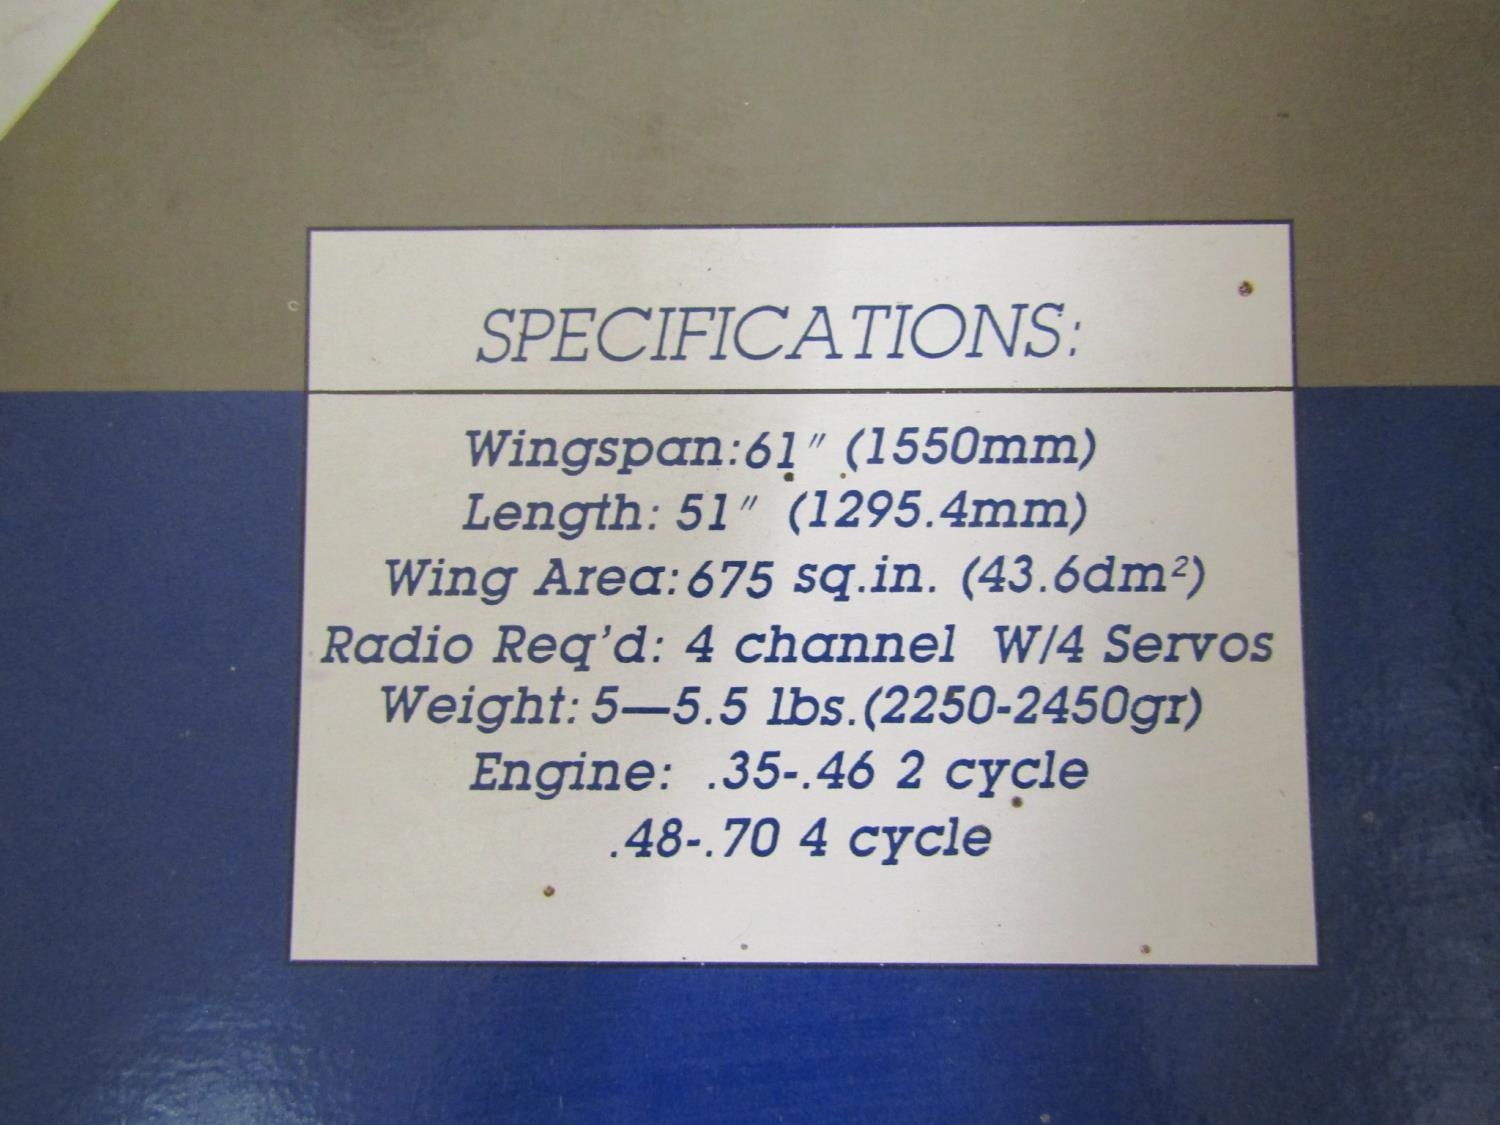 SPECIFICATIONS:
Wingspan:61" (1550mm)
Length: 51" (1295.4mm)
Wing Area:675 sq.in. (43.6dm²)
Radio Req'd: 4 channel W/4 Servos
Weight: 5—5.5 lbs.(2250-2450gr)
Engine: .35-.46 2 cycle
.48-.70 4 cycle